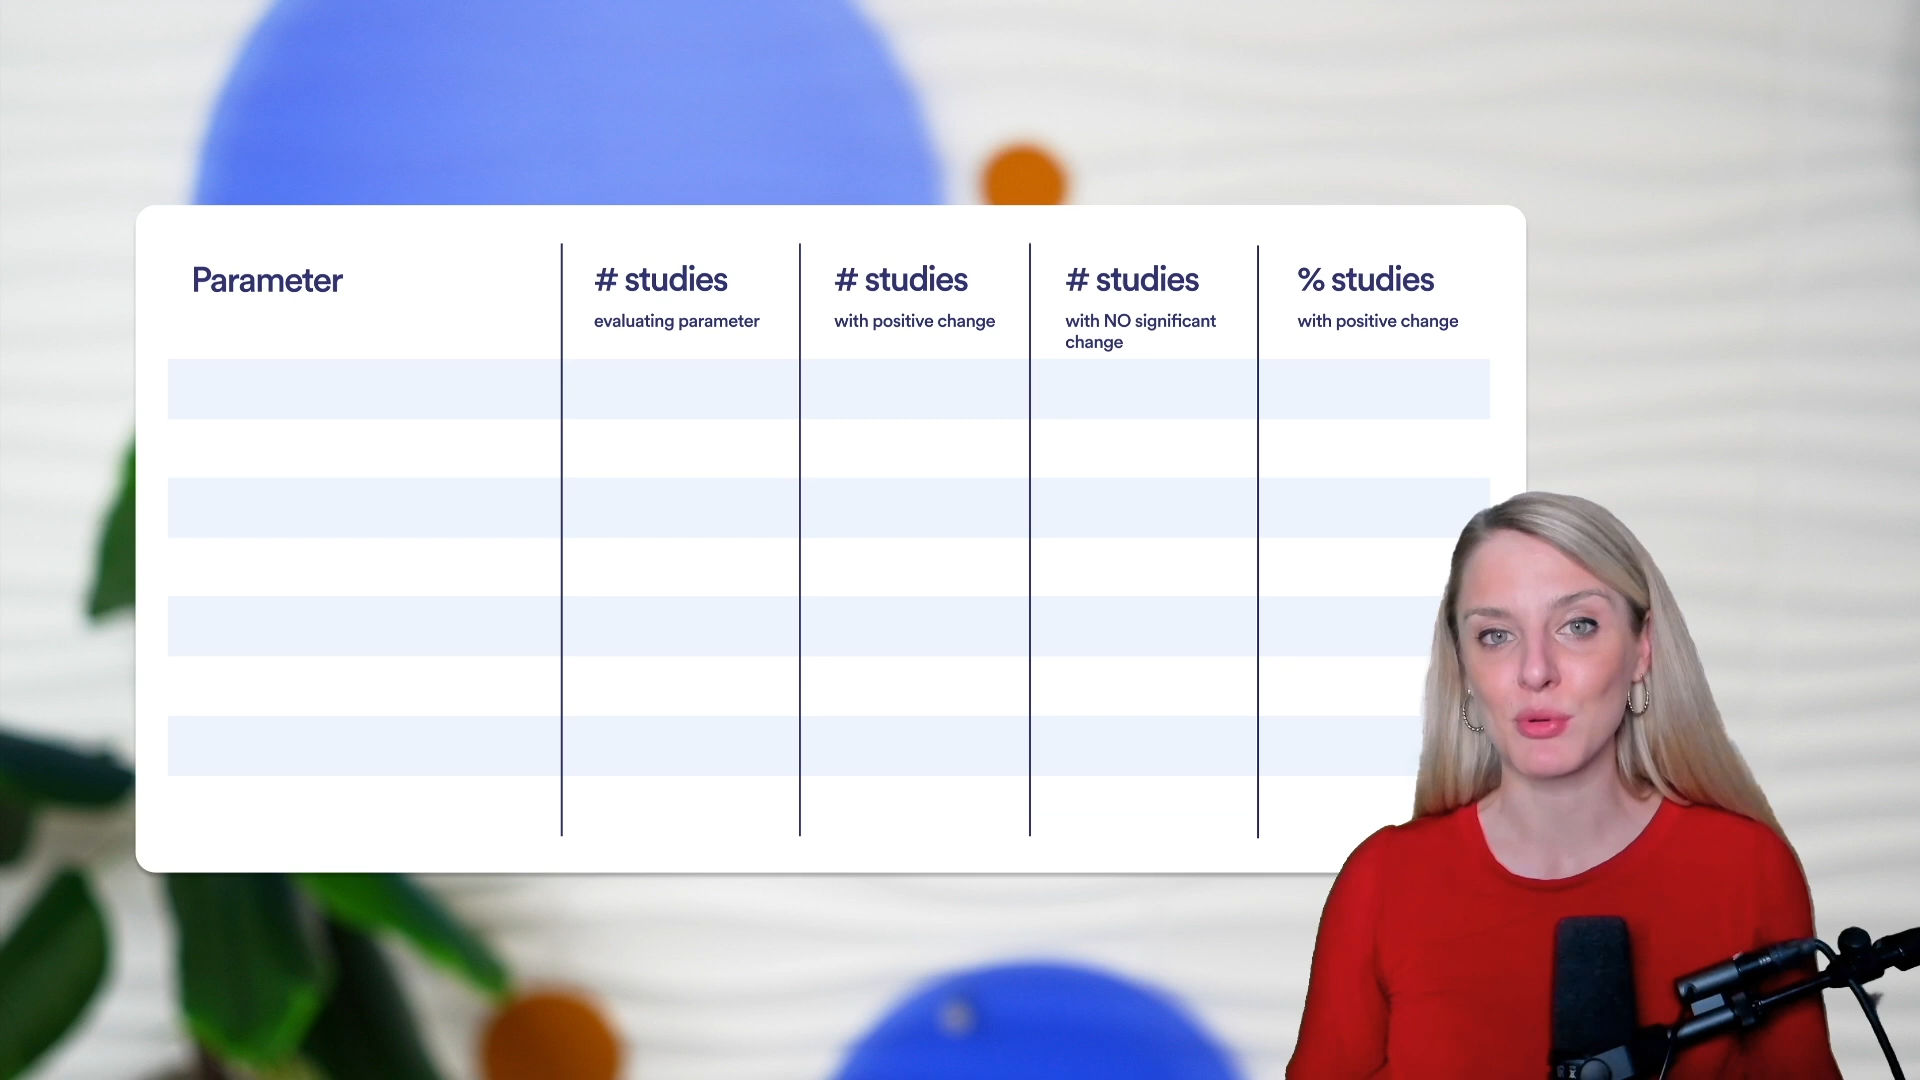 Parameter
# studies
evaluating parameter
# studies
with positive change
# studies
with NO significant
change
% studies
with positive change